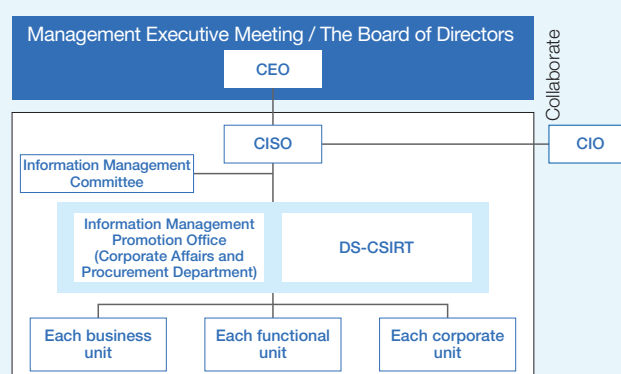 Management Executive Meeting / The Board of Directors
CEO
Collaborate
CISO
CIO
Information Management
Committee
Information Management
Promotion Office
(Corporate Affairs and
Procurement Department)
DS-CSIRT
Each business
unit
Each functional
unit
Each corporate
unit